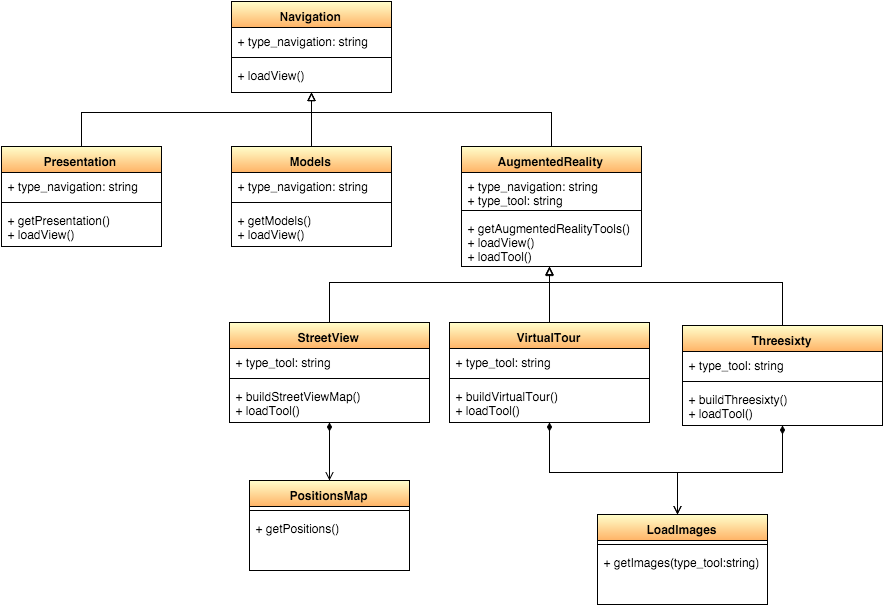 Navigation
+ type_navigation: string
+ loadView()
Presentation
+ type_navigation: string
+ getPresentation()
+ loadView()
Models
+ type_navigation: string
+ getModels()
+ loadView()
AugmentedReality
+ type_navigation: string
+ type_tool: string
+ getAugmentedRealityTools()
+ loadView()
+ loadTool()
StreetView
+ type_tool: string
+ buildStreetViewMap()
+ loadTool()
VirtualTour
+ type_tool: string
+ buildVirtualTour()
+ loadTool()
Threesixty
+ type_tool: string
+ buildThreesixty()
+ loadTool()
PositionsMap
+ getPositions()
LoadImages
+ getImages(type_tool:string)